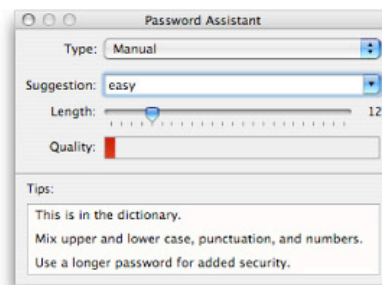 Password Assistant
Type: Manual
Suggestion: easy
Length: 12
Quality:
Tips:
This is in the dictionary.
Mix upper and lower case, punctuation, and numbers.
Use a longer password for added security.